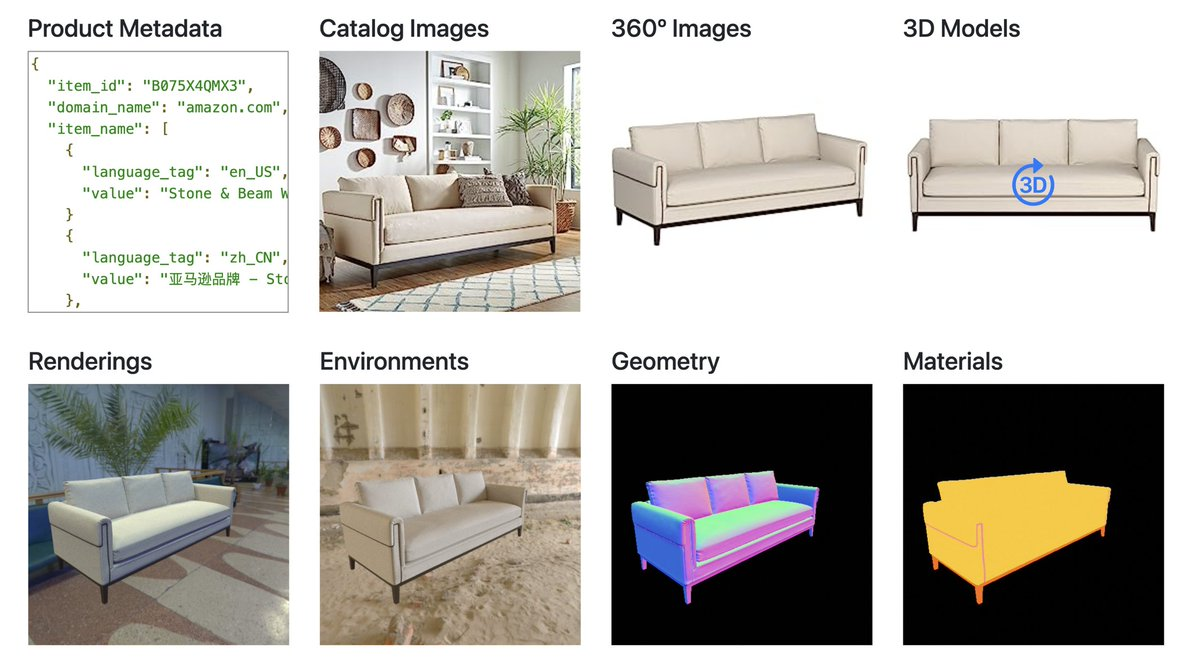 Product Metadata
Catalog Images
360° Images
3D Models
{
"item_id": "B075X4QMX3",
"domain_name": "amazon.com",
"item_name": [
{
"language_tag": "en_US",
"value": "Stone & Beam W
}
{
"language_tag": "zh_CN",
"value": "亚马逊品牌 - Sto
},
3D
Renderings
Environments
Geometry
Materials